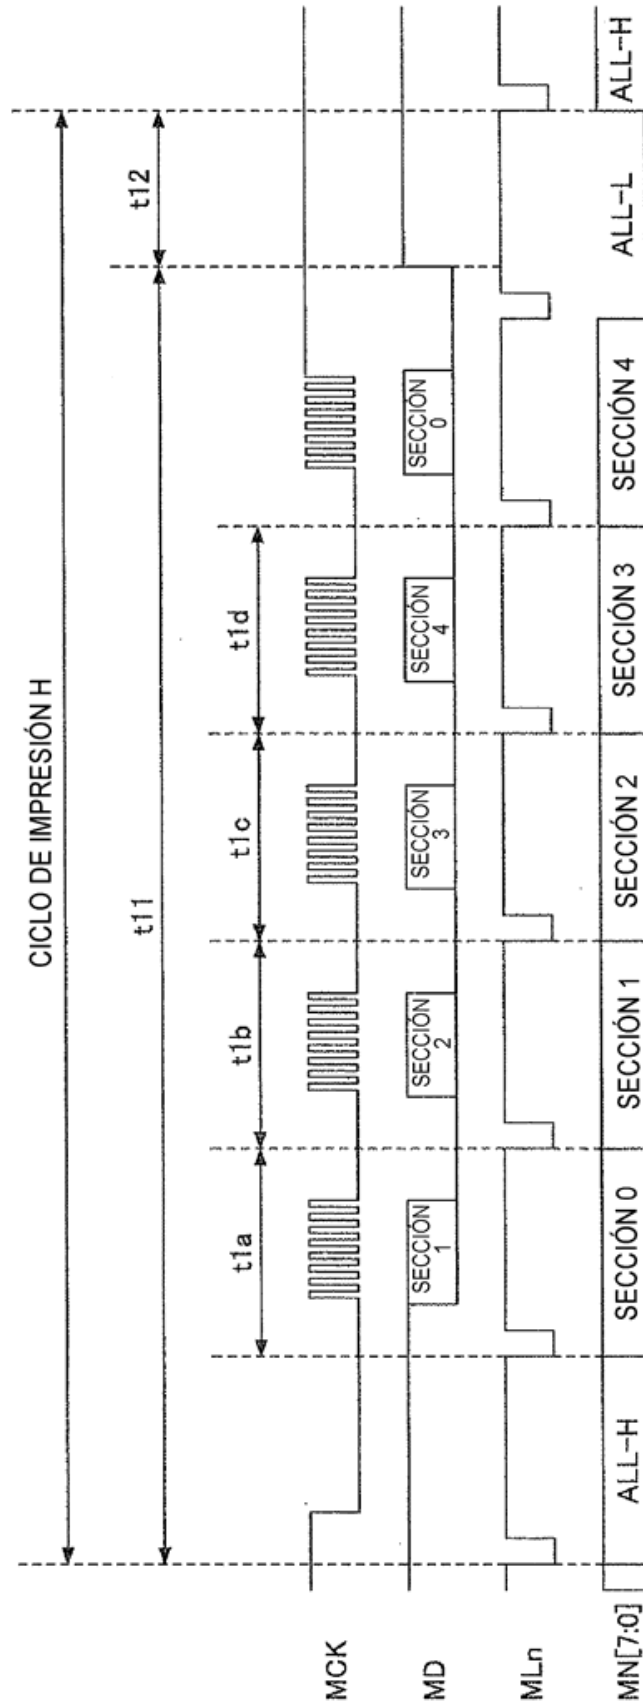 CICLO DE IMPRESIÓN H
t11
t12
t1a
t1b
t1c
t1d
MCK
MD
SECCIÓN 1
SECCIÓN 2
SECCIÓN 3
SECCIÓN 4
SECCIÓN 0
MLn
MN[7:0]
ALL-H
SECCIÓN 0
SECCIÓN 1
SECCIÓN 2
SECCIÓN 3
SECCIÓN 4
ALL-L
ALL-H